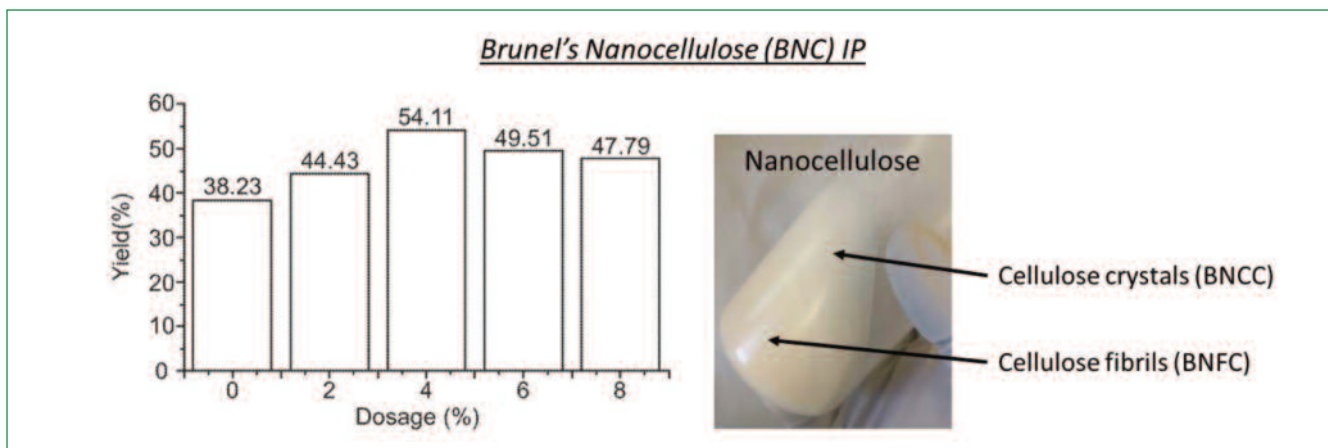 Brunel's Nanocellulose (BNC) IP
60
50
40
30
20
10
0
Yield(%)
38.23
44.43
54.11
49.51
47.79
0 2 4 6 8
Dosage (%)
Nanocellulose
Cellulose crystals (BNCC)
Cellulose fibrils (BNFC)